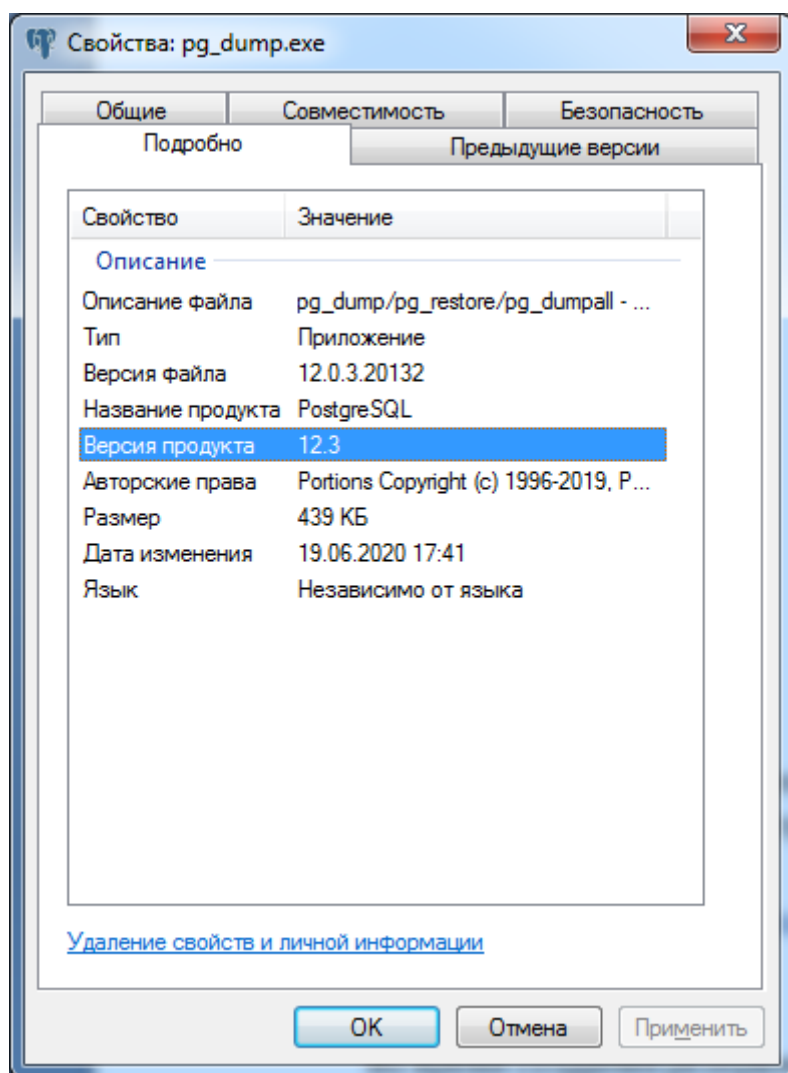 Свойства: pg_dump.exe
Общие Совместимость Безопасность
Подробно Предыдущие версии
Свойство Значение
Описание
Описание файла pg_dump/pg_restore/pg_dumpall - ...
Тип Приложение
Версия файла 12.0.3.20132
Название продукта PostgreSQL
Версия продукта 12.3
Авторские права Portions Copyright (c) 1996-2019, P...
Размер 439 КБ
Дата изменения 19.06.2020 17:41
Язык Независимо от языка
Удаление свойств и личной информации
OK Отмена Применить